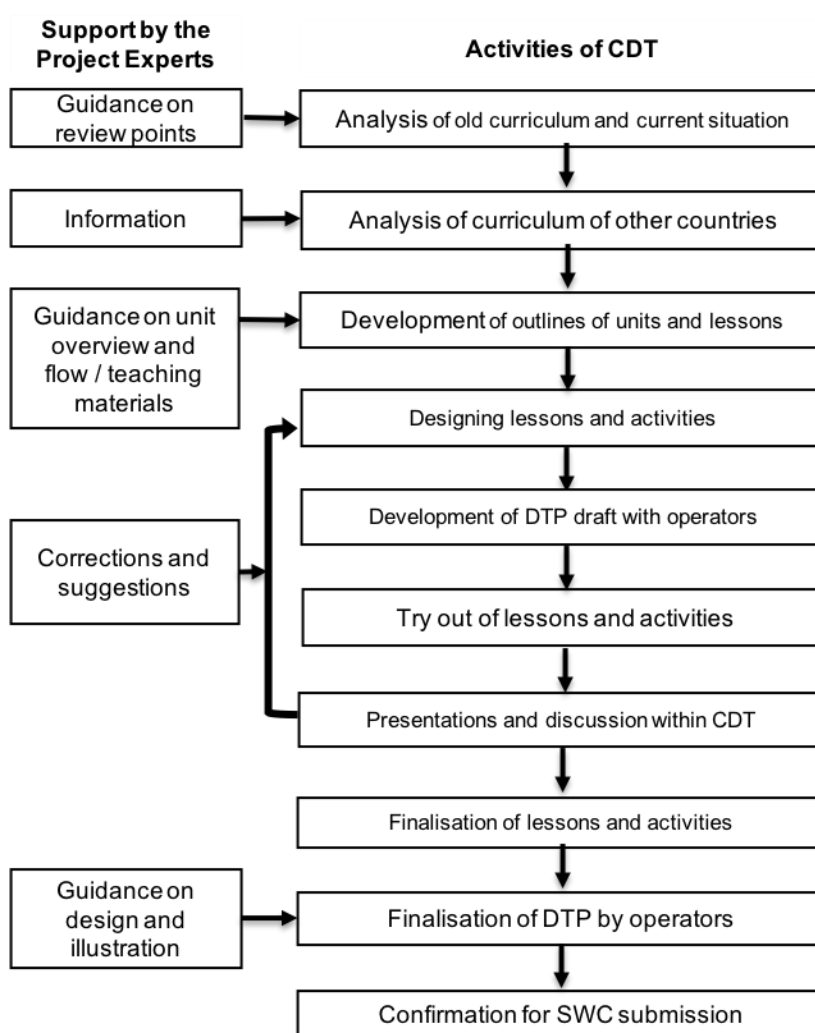 Support by the
Project Experts
Activities of CDT
Guidance on
review points
Analysis of old curriculum and current situation
Information
Analysis of curriculum of other countries
Guidance on unit
overview and
flow / teaching
materials
Development of outlines of units and lessons
Designing lessons and activities
Development of DTP draft with operators
Corrections and
suggestions
Try out of lessons and activities
Presentations and discussion within CDT
Finalisation of lessons and activities
Guidance on
design and
illustration
Finalisation of DTP by operators
Confirmation for SWC submission